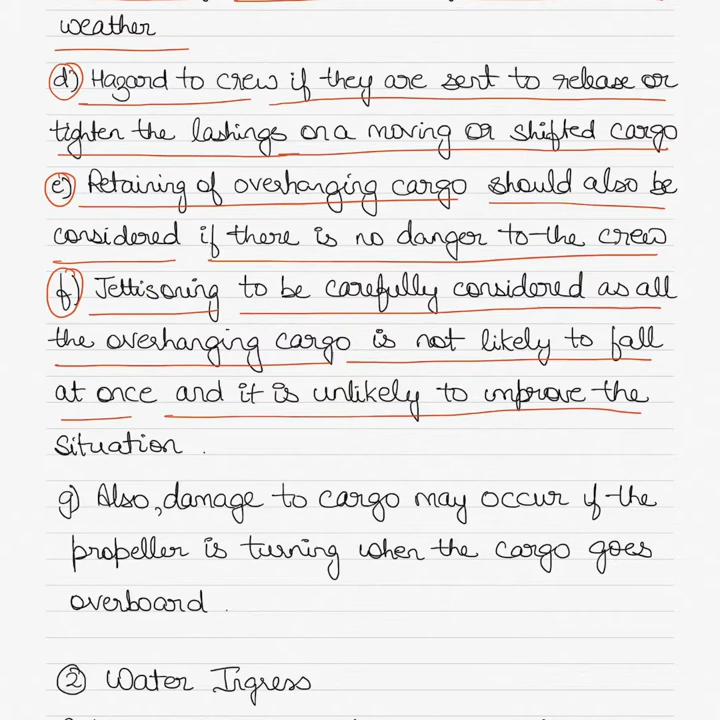 weather
d) Hazard to crew if they are sent to release or
tighten the lashings on a moving or shifted cargo
e) Retaining of overhanging cargo should also be
considered if there is no danger to the crew
f) Jettisoning to be carefully considered as all
the overhanging cargo is not likely to fall
at once and it is unlikely to improve the
situation.
g) Also, damage to cargo may occur if the
propeller is turning when the cargo goes
overboard.
② Water Ingress